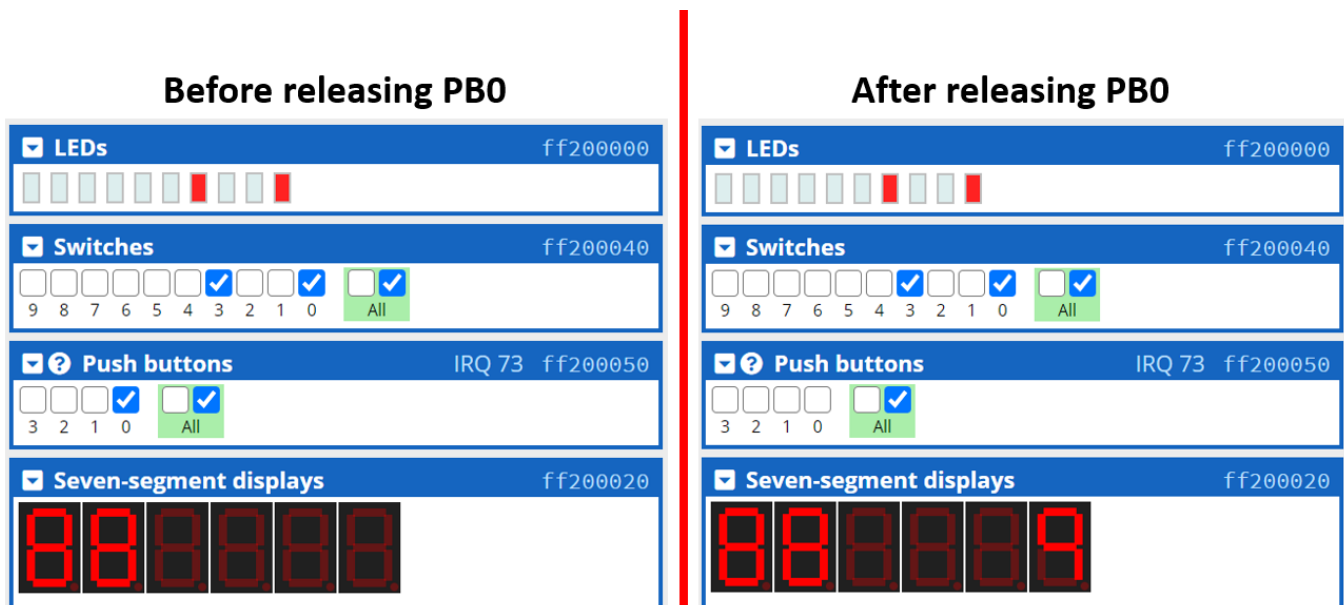 Before releasing PB0
LEDs ff200000
Switches ff200040
9 8 7 6 5 4 3 2 1 0 All
? Push buttons IRQ 73 ff200050
3 2 1 0 All
Seven-segment displays ff200020
88
After releasing PB0
LEDs ff200000
Switches ff200040
9 8 7 6 5 4 3 2 1 0 All
? Push buttons IRQ 73 ff200050
3 2 1 0 All
Seven-segment displays ff200020
88 9